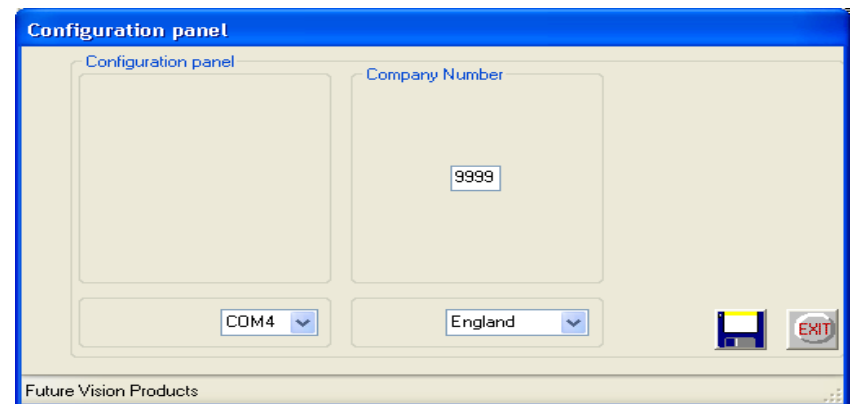 Configuration panel
Configuration panel
Company Number
9999
COM4
England
EXIT
Future Vision Products